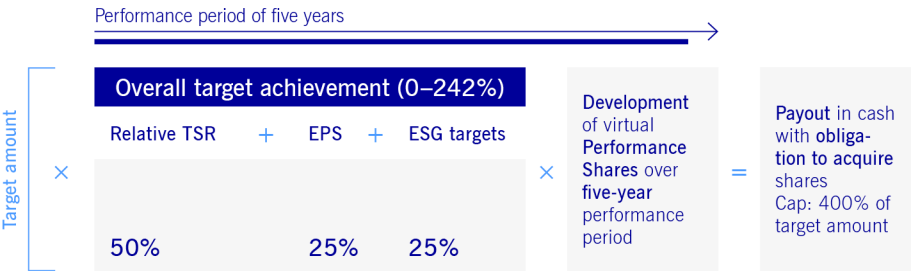 Performance period of five years
Target amount
×
Overall target achievement (0–242%)
Relative TSR + EPS + ESG targets
50% 25% 25%
×
Development
of virtual
Performance
Shares over
five-year
performance
period
=
Payout in cash
with obliga-
tion to acquire
shares
Cap: 400% of
target amount